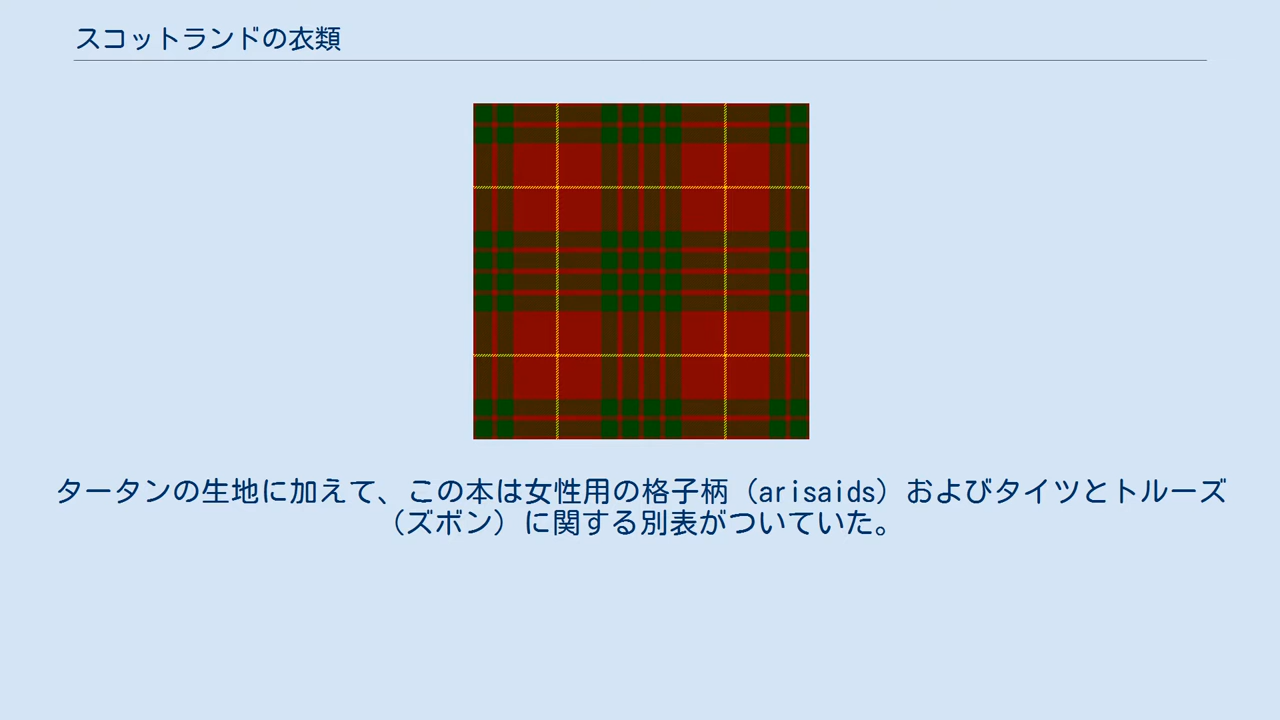 スコットランドの衣類
タータンの生地に加えて、この本は女性用の格子柄（arisaids）およびタイツとトルーズ
（ズボン）に関する別表がついていた。